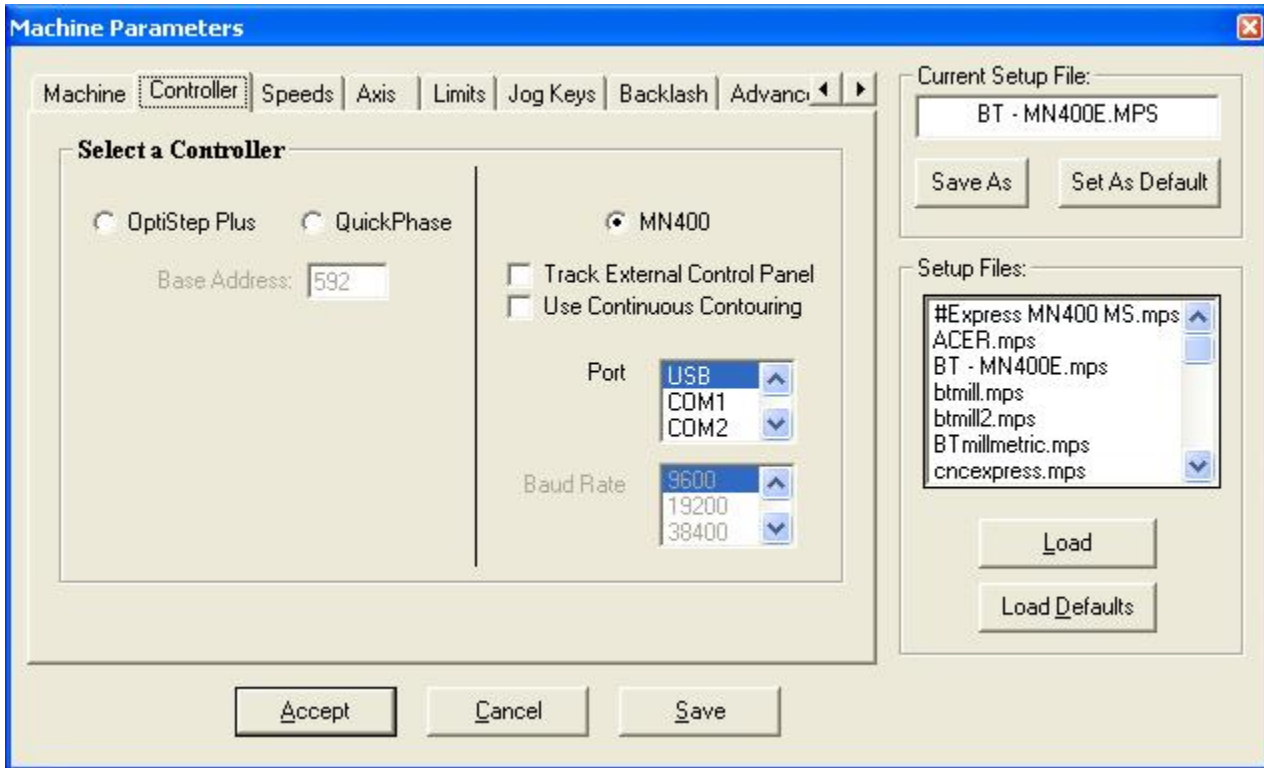 Machine Parameters
Machine Controller Speeds Axis Limits Jog Keys Backlash Advanc
Select a Controller
OptiStep Plus QuickPhase
Base Address: 592
MN400
Track External Control Panel
Use Continuous Contouring
Port
USB
COM1
COM2
Baud Rate
9600
19200
38400
Current Setup File:
BT - MN400E.MPS
Save As Set As Default
Setup Files:
#Express MN400 MS.mps
ACER.mps
BT - MN400E.mps
btmill.mps
btmill2.mps
BTmillmetric.mps
cncexpress.mps
Load
Load Defaults
Accept Cancel Save